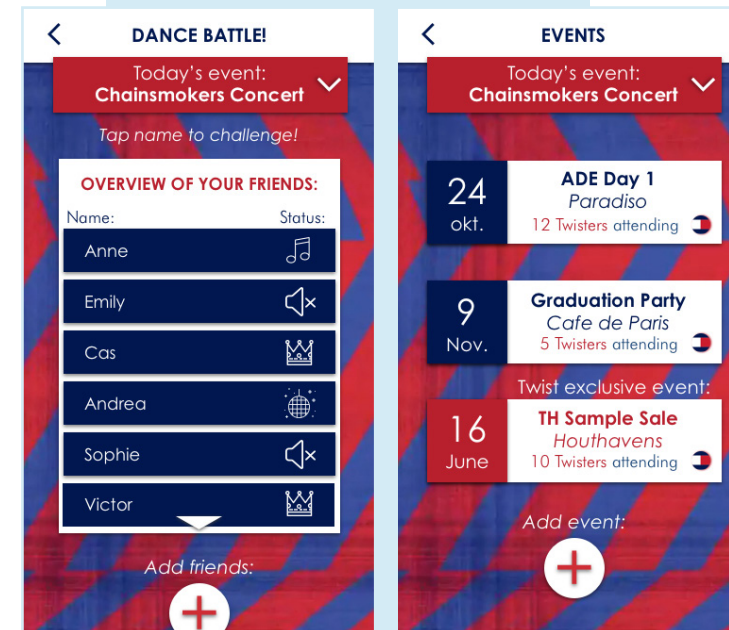 DANCE BATTLE!
Today's event:
Chainsmokers Concert
Tap name to challenge!
OVERVIEW OF YOUR FRIENDS:
Name: Status:
Anne
Emily
Cas
Andrea
Sophie
Victor
Add friends:
EVENTS
Today's event:
Chainsmokers Concert
24
okt.
ADE Day 1
Paradiso
12 Twisters attending
9
Nov.
Graduation Party
Cafe de Paris
5 Twisters attending
Twist exclusive event:
16
June
TH Sample Sale
Houthavens
10 Twisters attending
Add event: